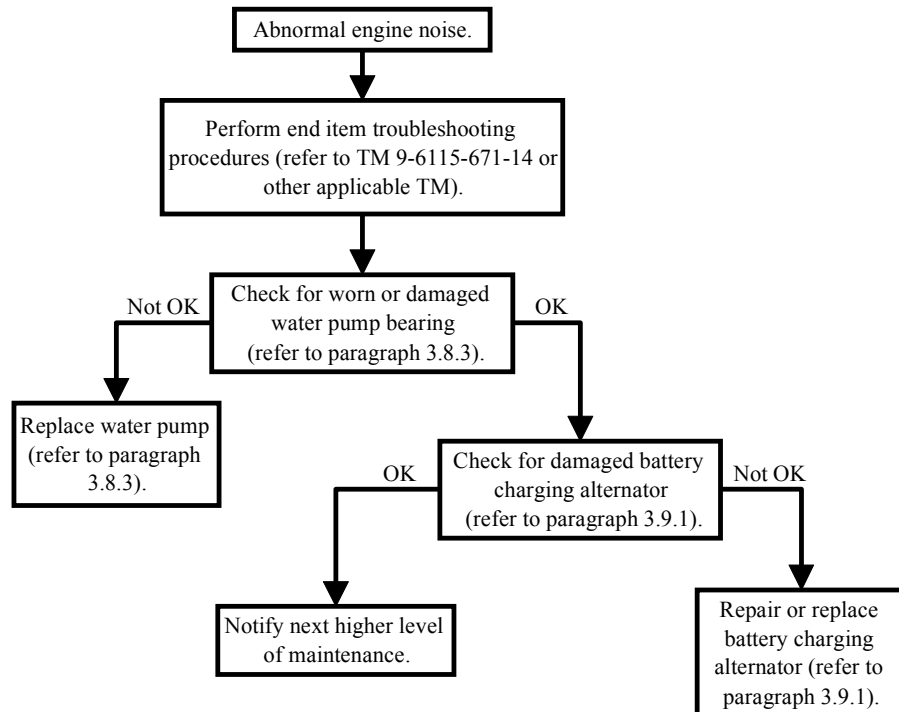 Abnormal engine noise.
Perform end item troubleshooting
procedures (refer to TM 9-6115-671-14 or
other applicable TM).
Not OK
Check for worn or damaged
water pump bearing
(refer to paragraph 3.8.3).
OK
Replace water pump
(refer to paragraph
3.8.3).
OK
Check for damaged battery
charging alternator
(refer to paragraph 3.9.1).
Not OK
Notify next higher level
of maintenance.
Repair or replace
battery charging
alternator (refer to
paragraph 3.9.1).